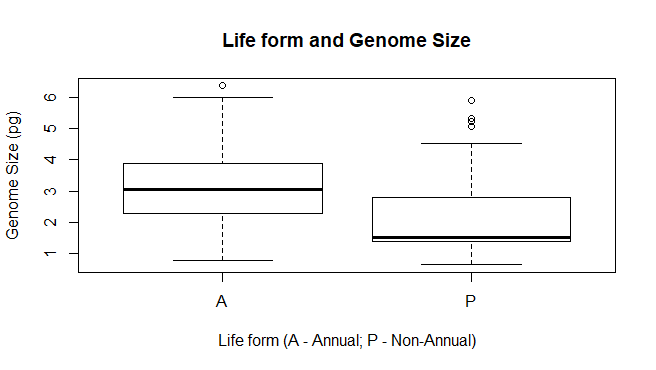 Life form and Genome Size
Genome Size (pg)
6
5
4
3
2
1
A P
Life form (A - Annual; P - Non-Annual)